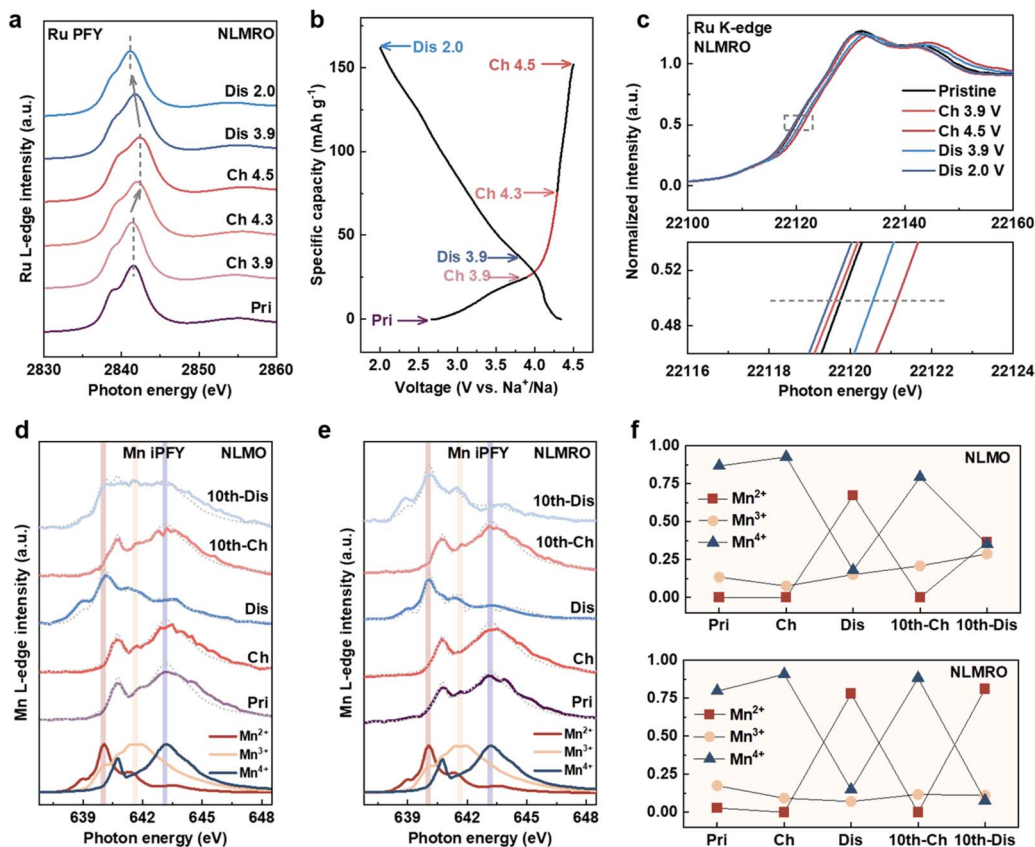 a
Ru PFY NLMRO
Dis 2.0
Dis 3.9
Ch 4.5
Ch 4.3
Ch 3.9
Pri
Ru L-edge intensity (a.u.)
2830 2840 2850 2860
Photon energy (eV)
b
Dis 2.0
Ch 4.5
Ch 4.3
Dis 3.9
Ch 3.9
Pri
Specific capacity (mAh g⁻¹)
150
100
50
0
2.0 2.5 3.0 3.5 4.0 4.5
Voltage (V vs. Na⁺/Na)
c
Ru K-edge
NLMRO
Pristine
Ch 3.9 V
Ch 4.5 V
Dis 3.9 V
Dis 2.0 V
Normalized intensity (a.u.)
1.0
0.5
0.0
22100 22120 22140 22160
0.52
0.48
22116 22118 22120 22122 22124
Photon energy (eV)
d
Mn iPFY NLMO
10th-Dis
10th-Ch
Dis
Ch
Pri
Mn²⁺
Mn³⁺
Mn⁴⁺
Mn L-edge intensity (a.u.)
639 642 645 648
Photon energy (eV)
e
Mn iPFY NLMRO
10th-Dis
10th-Ch
Dis
Ch
Pri
Mn²⁺
Mn³⁺
Mn⁴⁺
Mn L-edge intensity (a.u.)
639 642 645 648
Photon energy (eV)
f
NLMO
1.00
0.75
0.50
0.25
0.00
Mn²⁺
Mn³⁺
Mn⁴⁺
Pri Ch Dis 10th-Ch 10th-Dis
NLMRO
1.00
0.75
0.50
0.25
0.00
Mn²⁺
Mn³⁺
Mn⁴⁺
Pri Ch Dis 10th-Ch 10th-Dis